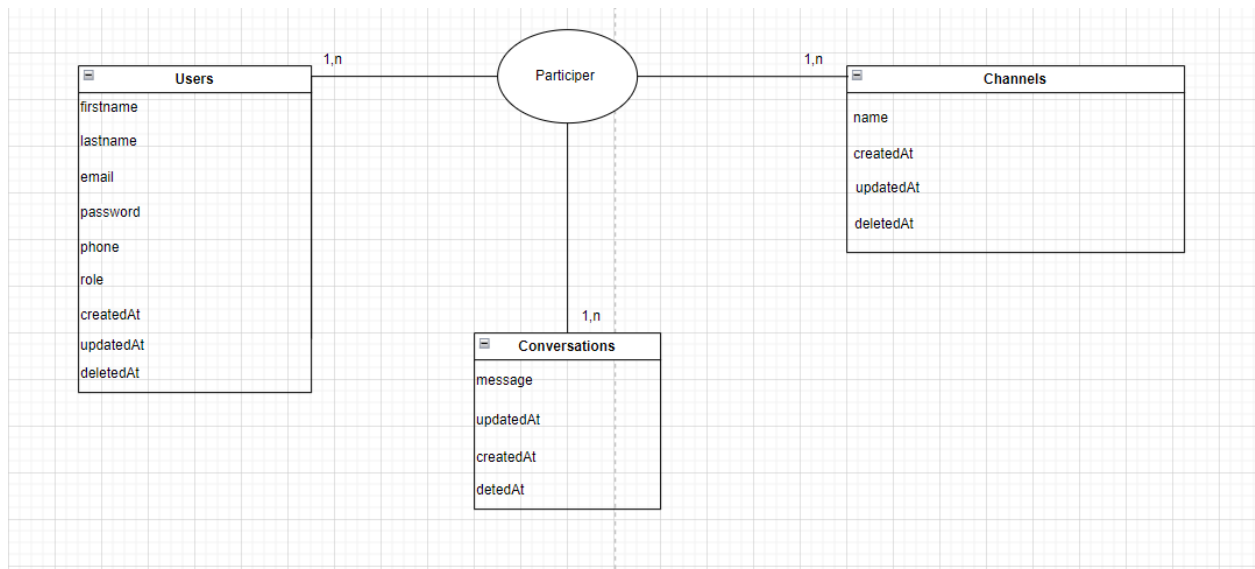 1,n
Participer
1,n
Users
firstname
lastname
email
password
phone
role
createdAt
updatedAt
deletedAt
Channels
name
createdAt
updatedAt
deletedAt
1,n
Conversations
message
updatedAt
createdAt
detedAt